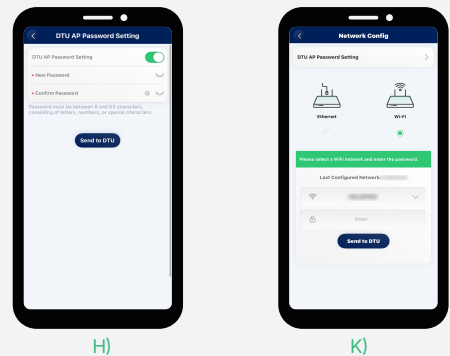 DTU AP Password Setting
DTU AP Password Setting
• New Password
• Confirm Password
Password must be between 8 and 63 characters,
consisting of letters, numbers, or special characters.
Send to DTU
H)
Network Config
DTU AP Password Setting
Ethernet
Wi-Fi
Please select a WiFi network and enter the password.
Last Configured Network:
Enter
Send to DTU
K)